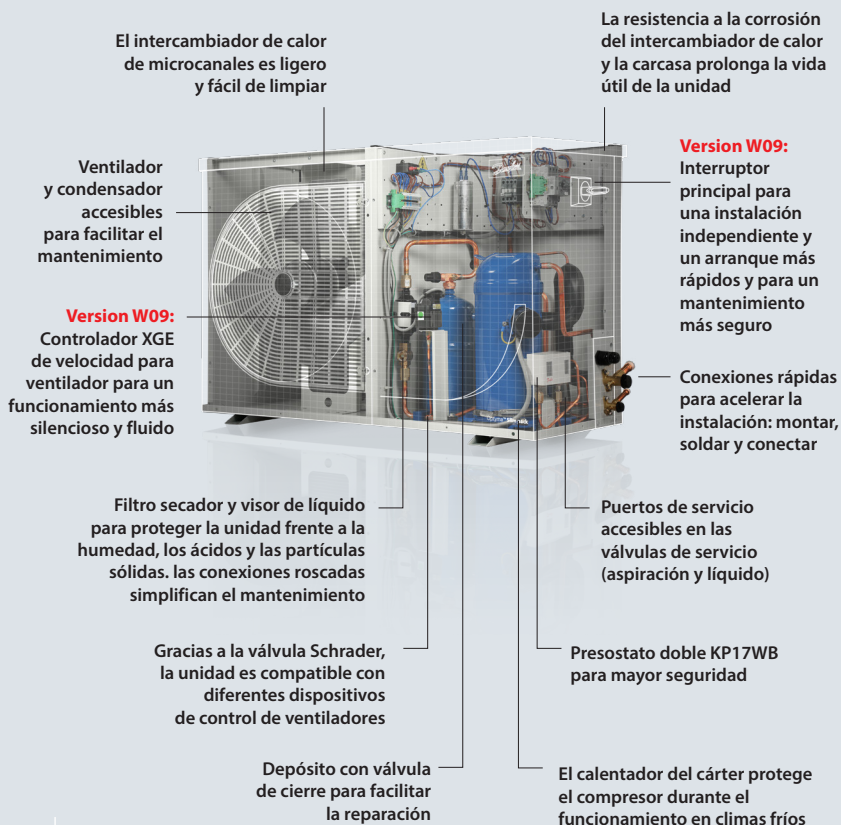 El intercambiador de calor
de microcanales es ligero
y fácil de limpiar
La resistencia a la corrosión
del intercambiador de calor
y la carcasa prolonga la vida
útil de la unidad
Ventilador
y condensador
accesibles
para facilitar el
mantenimiento
Version W09:
Interruptor
principal para
una instalación
independiente y
un arranque más
rápidos y para un
mantenimiento
más seguro
Version W09:
Controlador XGE
de velocidad para
ventilador para un
funcionamiento más
silencioso y fluido
Conexiones rápidas
para acelerar la
instalación: montar,
soldar y conectar
Filtro secador y visor de líquido
para proteger la unidad frente a la
humedad, los ácidos y las partículas
sólidas. las conexiones roscadas
simplifican el mantenimiento
Puertos de servicio
accesibles en las
válvulas de servicio
(aspiración y líquido)
Gracias a la válvula Schrader,
la unidad es compatible con
diferentes dispositivos
de control de ventiladores
Presostato doble KP17WB
para mayor seguridad
Depósito con válvula
de cierre para facilitar
la reparación
El calentador del cárter protege
el compresor durante el
funcionamiento en climas fríos